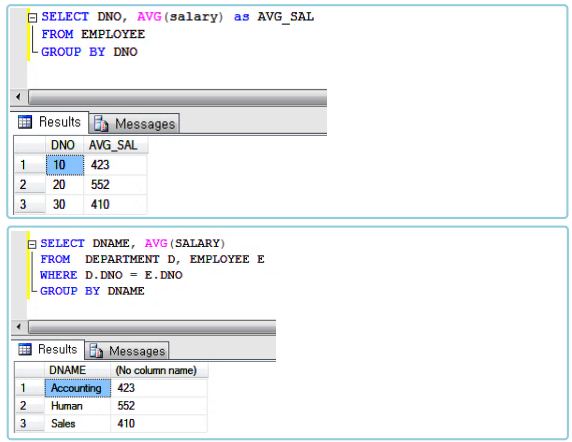 SELECT DNO, AVG(salary) as AVG_SAL
FROM EMPLOYEE
GROUP BY DNO
Results Messages
DNO AVG_SAL
1 10 423
2 20 552
3 30 410
SELECT DNAME, AVG(SALARY)
FROM DEPARTMENT D, EMPLOYEE E
WHERE D.DNO = E.DNO
GROUP BY DNAME
Results Messages
DNAME (No column name)
1 Accounting 423
2 Human 552
3 Sales 410